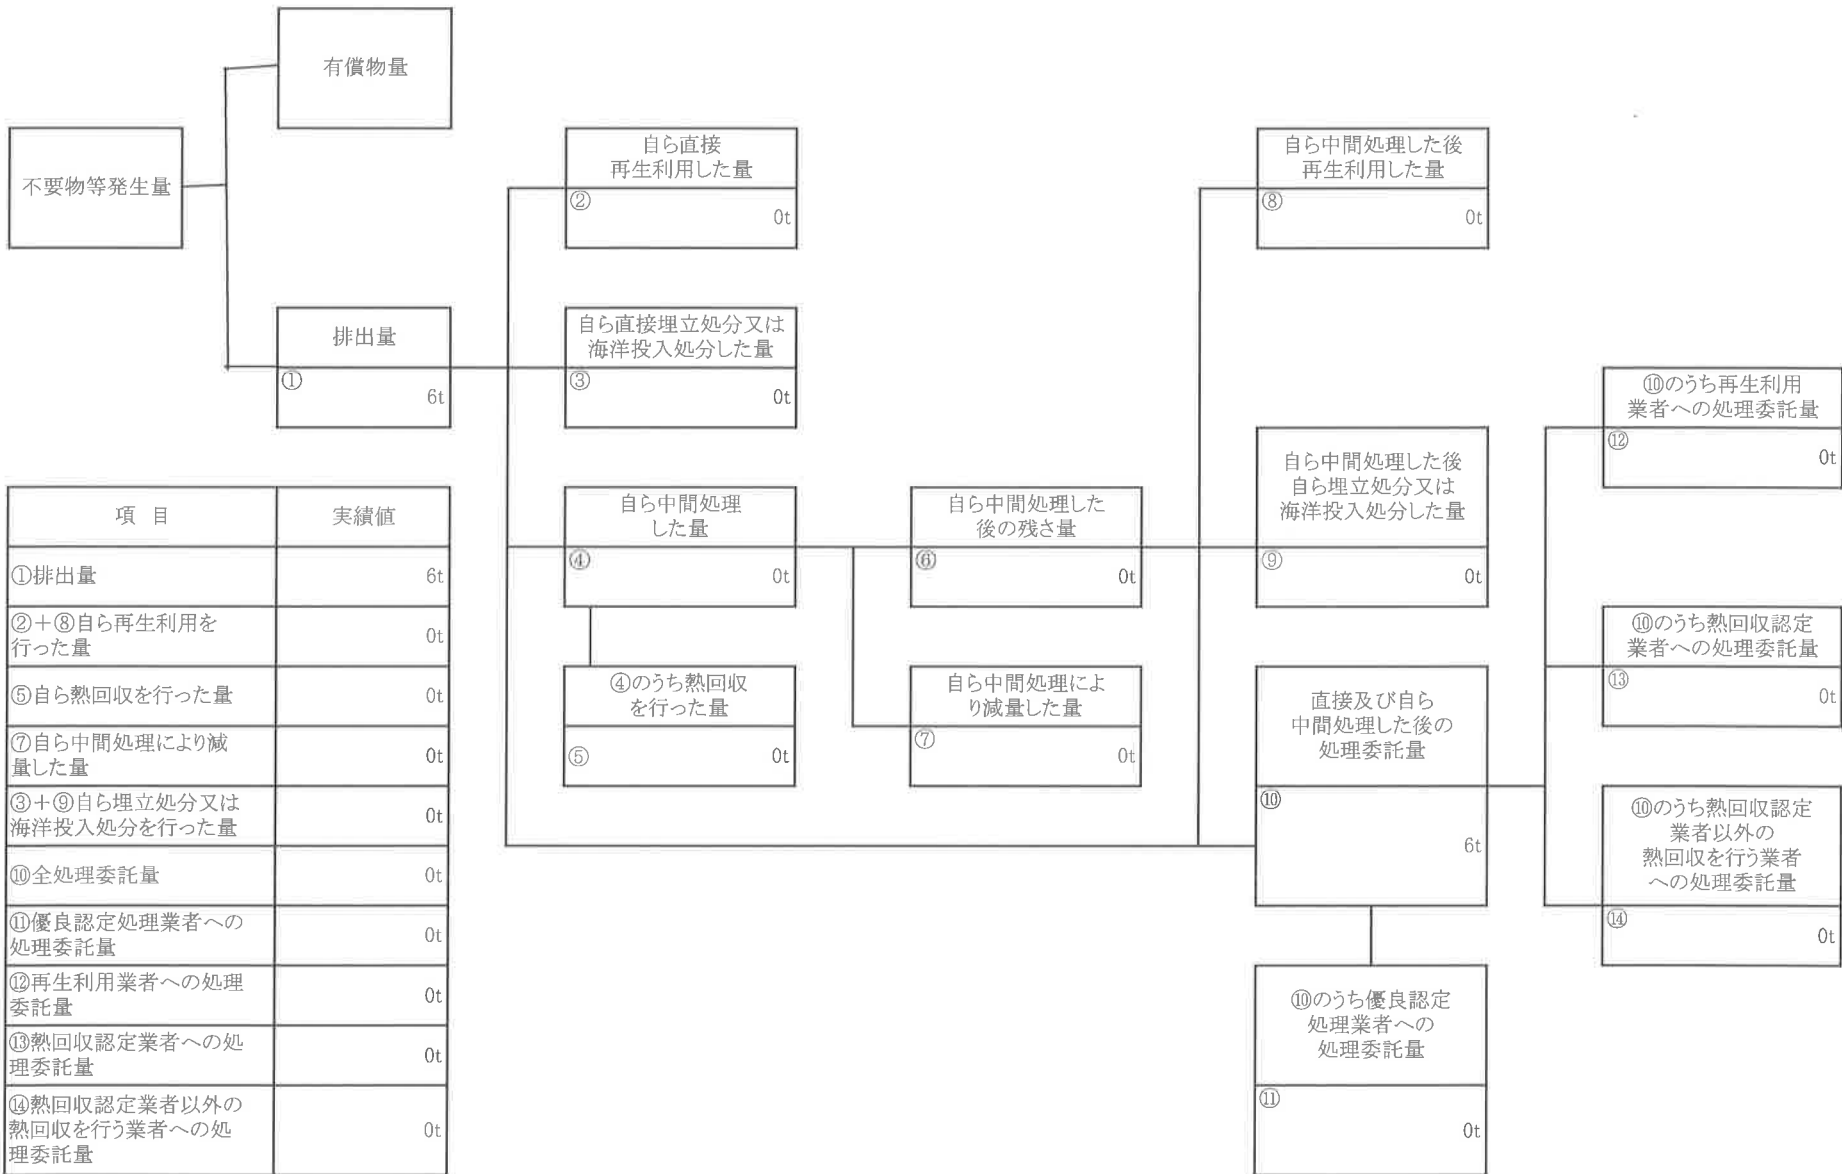 有償物量
不要物等発生量
自ら直接
再生利用した量
②
0t
自ら中間処理した後
再生利用した量
⑧
0t
排出量
①
6t
自ら直接埋立処分又は
海洋投入処分した量
③
0t
⑩のうち再生利用
業者への処理委託量
⑫
0t
自ら中間処理
した量
④
0t
自ら中間処理した
後の残さ量
⑥
0t
自ら中間処理した後
自ら埋立処分又は
海洋投入処分した量
⑨
0t
⑩のうち熱回収認定
業者への処理委託量
⑬
0t
④のうち熱回収
を行った量
⑤
0t
自ら中間処理によ
り減量した量
⑦
0t
直接及び自ら
中間処理した後の
処理委託量
⑩
6t
⑩のうち熱回収認定
業者以外の
熱回収を行う業者
への処理委託量
⑭
0t
⑩のうち優良認定
処理業者への
処理委託量
⑪
0t
項 目 実績値
①排出量 6t
②+⑧自ら再生利用を
行った量 0t
⑤自ら熱回収を行った量 0t
⑦自ら中間処理により減
量した量 0t
③+⑨自ら埋立処分又は
海洋投入処分を行った量 0t
⑩全処理委託量 0t
⑪優良認定処理業者への
処理委託量 0t
⑫再生利用業者への処理
委託量 0t
⑬熱回収認定業者への処
理委託量 0t
⑭熱回収認定業者以外の
熱回収を行う業者への処
理委託量 0t